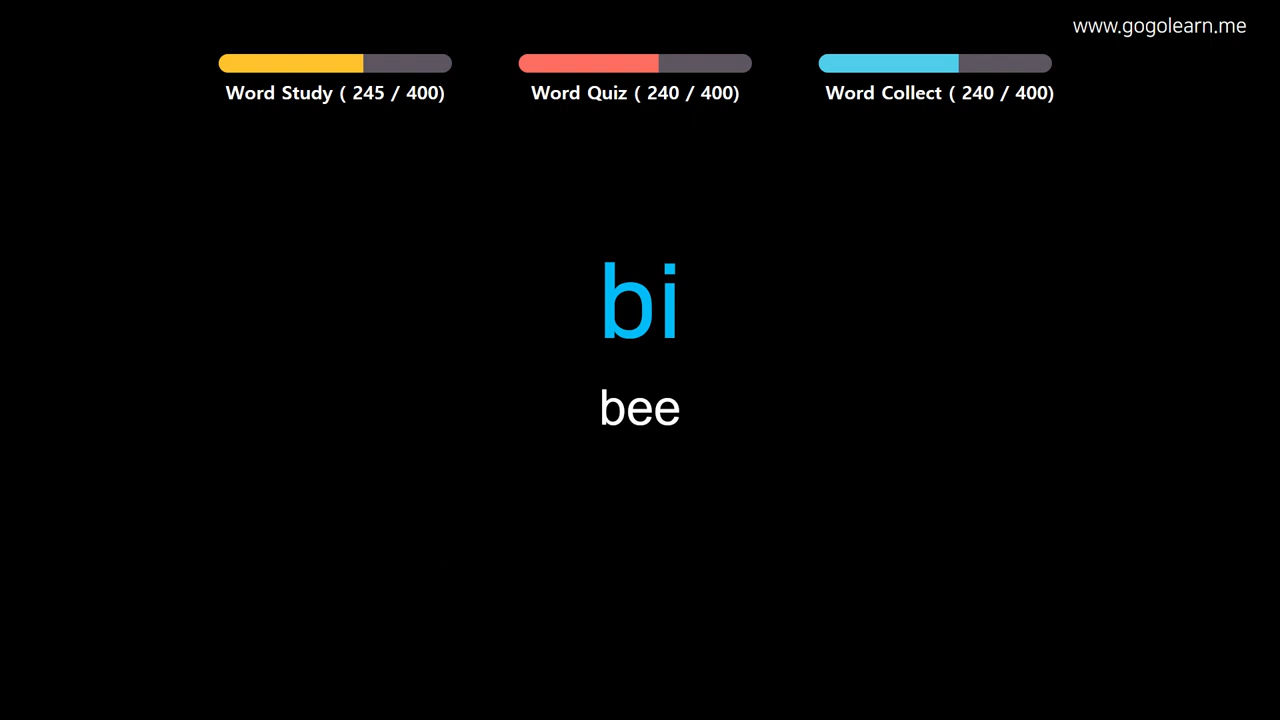 www.gogolearn.me
Word Study ( 245 / 400)
Word Quiz ( 240 / 400)
Word Collect ( 240 / 400)
bi
bee